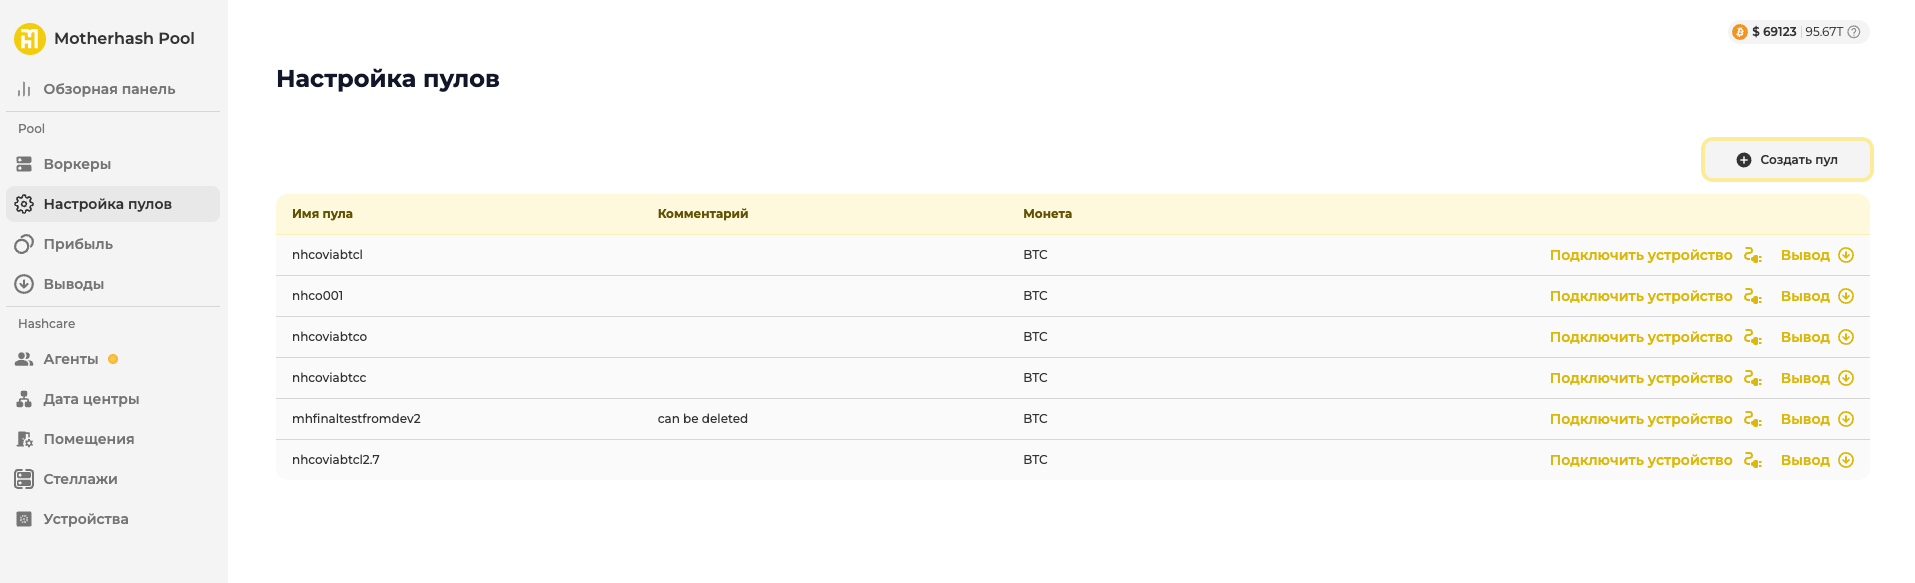 Motherhash Pool
$ 69123 95.67T
Обзорная панель
Pool
Воркеры
Настройка пулов
Прибыль
Выводы
Hashcare
Агенты
Дата центры
Помещения
Стеллажи
Устройства
Настройка пулов
Создать пул
Имя пула Комментарий Монета
nhcoviabtcl BTC Подключить устройство Вывод
nhco001 BTC Подключить устройство Вывод
nhcoviabtco BTC Подключить устройство Вывод
nhcoviabtcc BTC Подключить устройство Вывод
mhfinaltestfromdev2 can be deleted BTC Подключить устройство Вывод
nhcoviabtcl2.7 BTC Подключить устройство Вывод